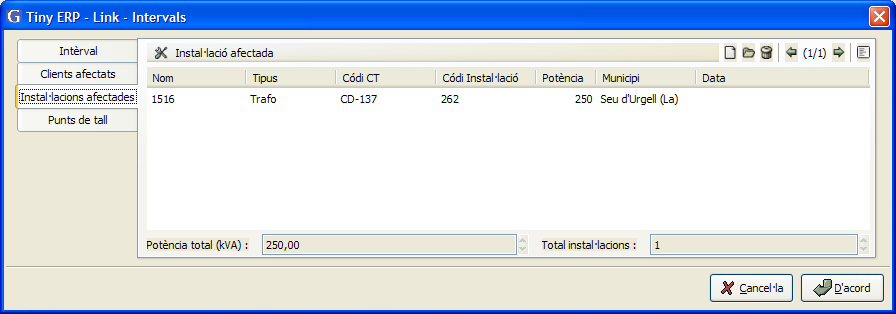 Tiny ERP - Link - Intervals
Intèrval
Clients afectats
Instal·lacions afectades
Punts de tall
Instal·lació afectada
(1/1)
Nom Tipus Códi CT Códi Instal·lació Potència Municipi Data
1516 Trafo CD-137 262 250 Seu d'Urgell (La)
Potència total (kVA) : 250,00 Total instal·lacions : 1
Cancel·la D'acord